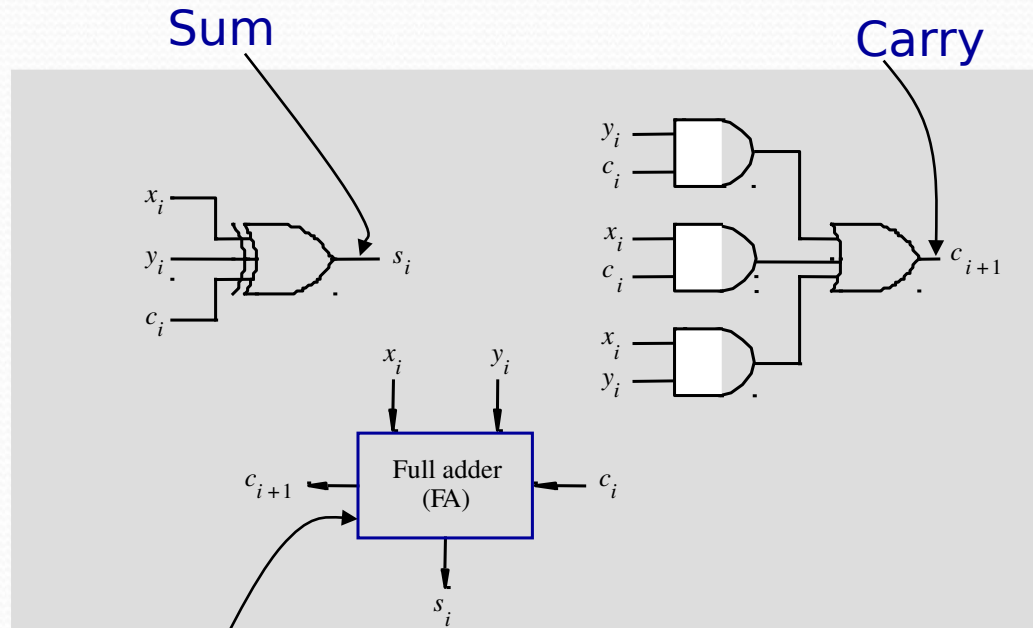 Sum
Carry
x_i
y_i
c_i
s_i
y_i
c_i
x_i
c_i
x_i
y_i
c_{i+1}
x_i
y_i
Full adder
(FA)
c_{i+1}
c_i
s_i